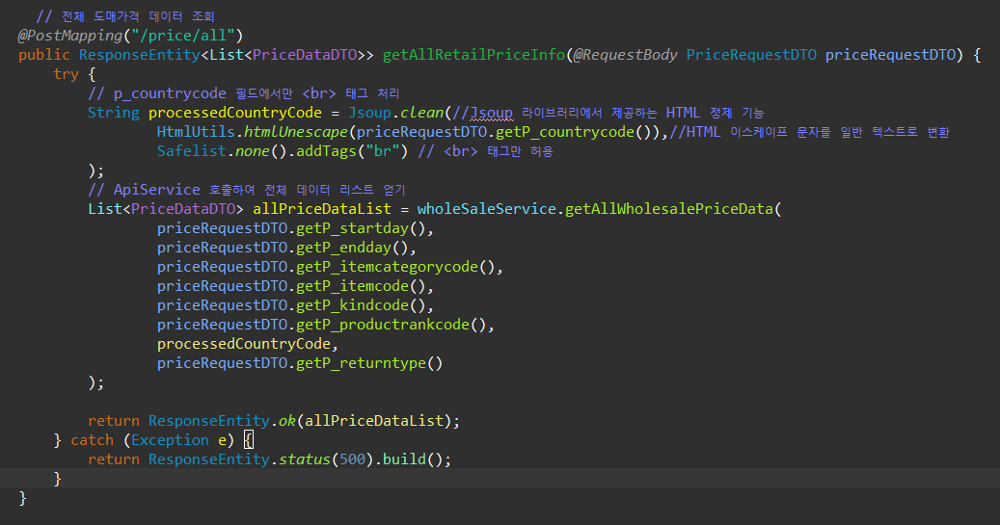 // 전체 도매가격 데이터 조회
@PostMapping("/price/all")
public ResponseEntity<List<PriceDataDTO>> getAllRetailPriceInfo(@RequestBody PriceRequestDTO priceRequestDTO) {
try {
// p_countrycode 필드에서만 <br> 태그 처리
String processedCountryCode = Jsoup.clean(//Jsoup 라이브러리에서 제공하는 HTML 정제 기능
HtmlUtils.htmlUnescape(priceRequestDTO.getP_countrycode()),//HTML 이스케이프 문자를 일반 텍스트로 변환
Safelist.none().addTags("br") // <br> 태그만 허용
);
// ApiService 호출하여 전체 데이터 리스트 얻기
List<PriceDataDTO> allPriceDataList = wholeSaleService.getAllWholesalePriceData(
priceRequestDTO.getP_startday(),
priceRequestDTO.getP_endday(),
priceRequestDTO.getP_itemcategorycode(),
priceRequestDTO.getP_itemcode(),
priceRequestDTO.getP_kindcode(),
priceRequestDTO.getP_productrankcode(),
processedCountryCode,
priceRequestDTO.getP_returntype()
);
return ResponseEntity.ok(allPriceDataList);
} catch (Exception e) {
return ResponseEntity.status(500).build();
}
}